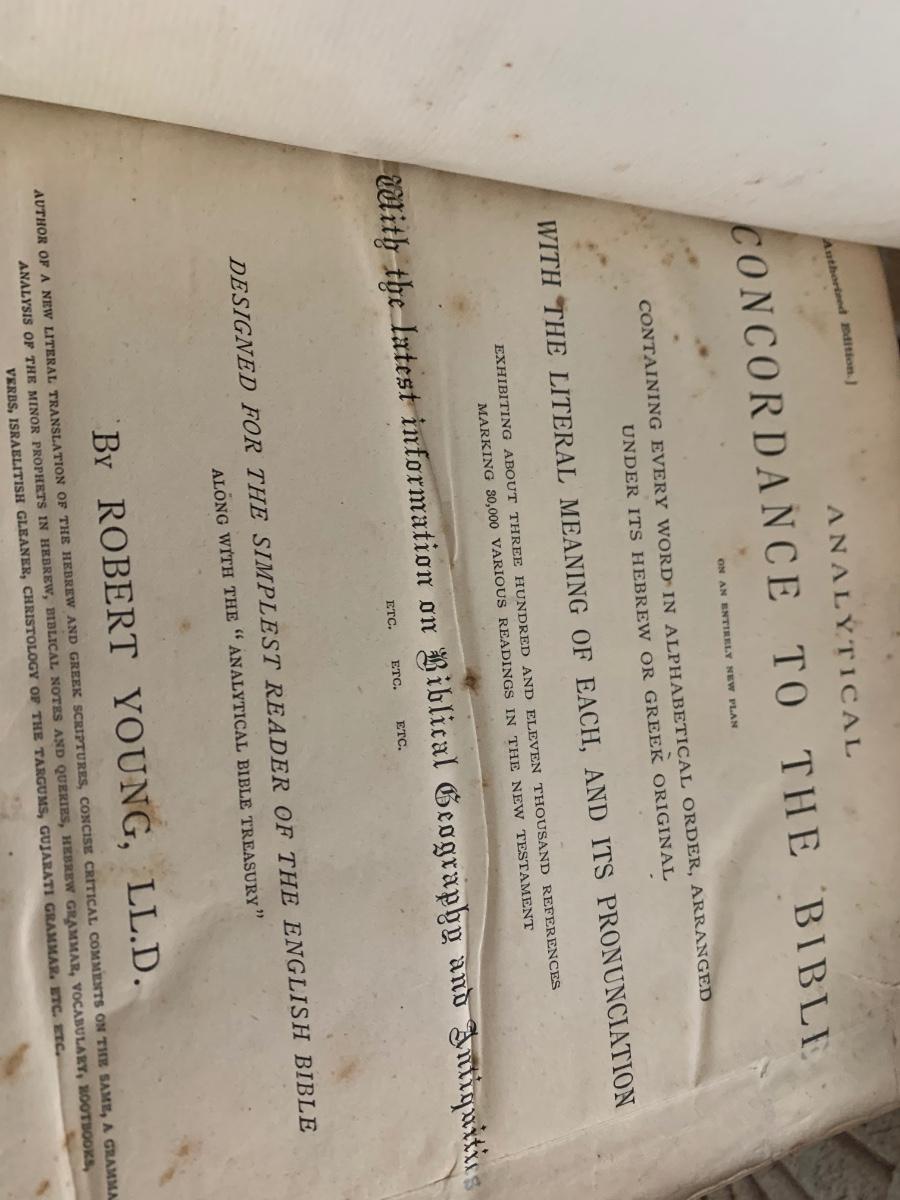 Authorized Edition.]
ANALYTICAL
CONCORDANCE TO THE BIBLE
ON AN ENTIRELY NEW PLAN
CONTAINING EVERY WORD IN ALPHABETICAL ORDER, ARRANGED
UNDER ITS HEBREW OR GREEK ORIGINAL
WITH THE LITERAL MEANING OF EACH, AND ITS PRONUNCIATION
EXHIBITING ABOUT THREE HUNDRED AND ELEVEN THOUSAND REFERENCES
MARKING 30,000 VARIOUS READINGS IN THE NEW TESTAMENT
With the latest information on Biblical Geography and Antiquities
ETC. ETC. ETC.
DESIGNED FOR THE SIMPLEST READER OF THE ENGLISH BIBLE
ALONG WITH THE “ANALYTICAL BIBLE TREASURY”
By ROBERT YOUNG, LL.D.
AUTHOR OF A NEW LITERAL TRANSLATION OF THE HEBREW AND GREEK SCRIPTURES, CONCISE CRITICAL COMMENTS ON THE SAME, A GRAMMA
ANALYSIS OF THE MINOR PROPHETS IN HEBREW, BIBLICAL NOTES AND QUERIES, HEBREW GRAMMAR, VOCABULARY, ROOTBOOKS,
VERBS, ISRAELITISH GLEANER, CHRISTOLOGY OF THE TARGUMS, GUJARATI GRAMMAR, ETC. ETC.